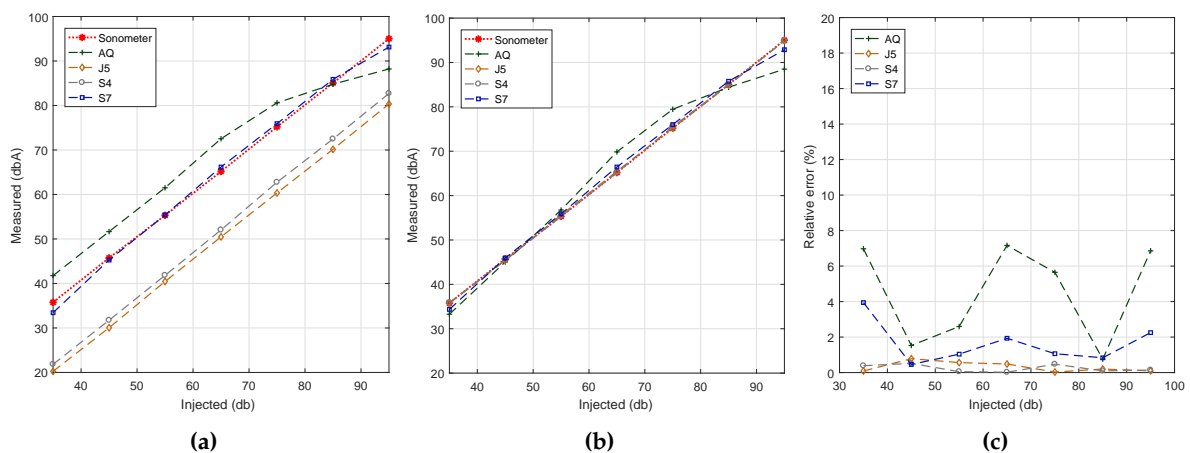 100
90
80
70
60
50
40
30
20
Measured (dbA)
Sonometer
AQ
J5
S4
S7
40 50 60 70 80 90
Injected (db)
(a)
100
90
80
70
60
50
40
30
20
Measured (dbA)
Sonometer
AQ
J5
S4
S7
40 50 60 70 80 90
Injected (db)
(b)
20
18
16
14
12
10
8
6
4
2
0
Relative error (%)
AQ
J5
S4
S7
30 40 50 60 70 80 90 100
Injected (db)
(c)